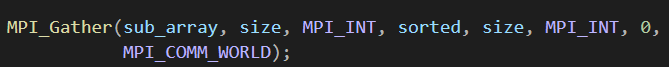 MPI_Gather(sub_array, size, MPI_INT, sorted, size, MPI_INT, 0,
MPI_COMM_WORLD);